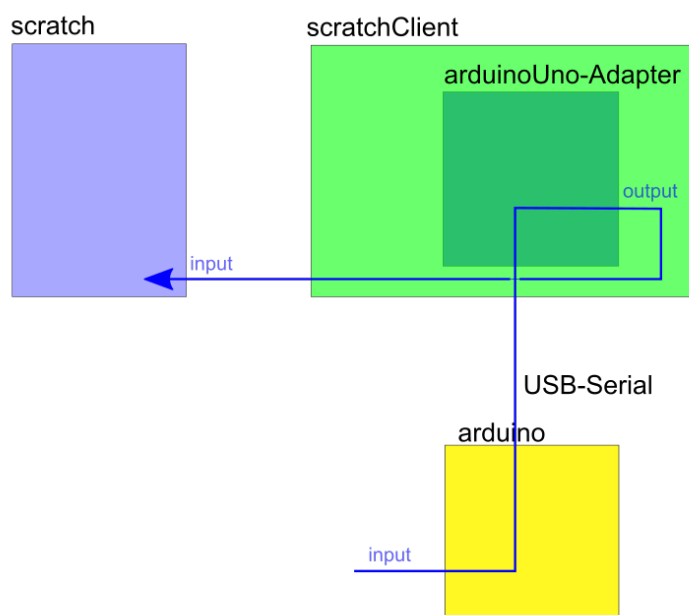 scratch
scratchClient
arduinoUno-Adapter
output
input
USB-Serial
arduino
input